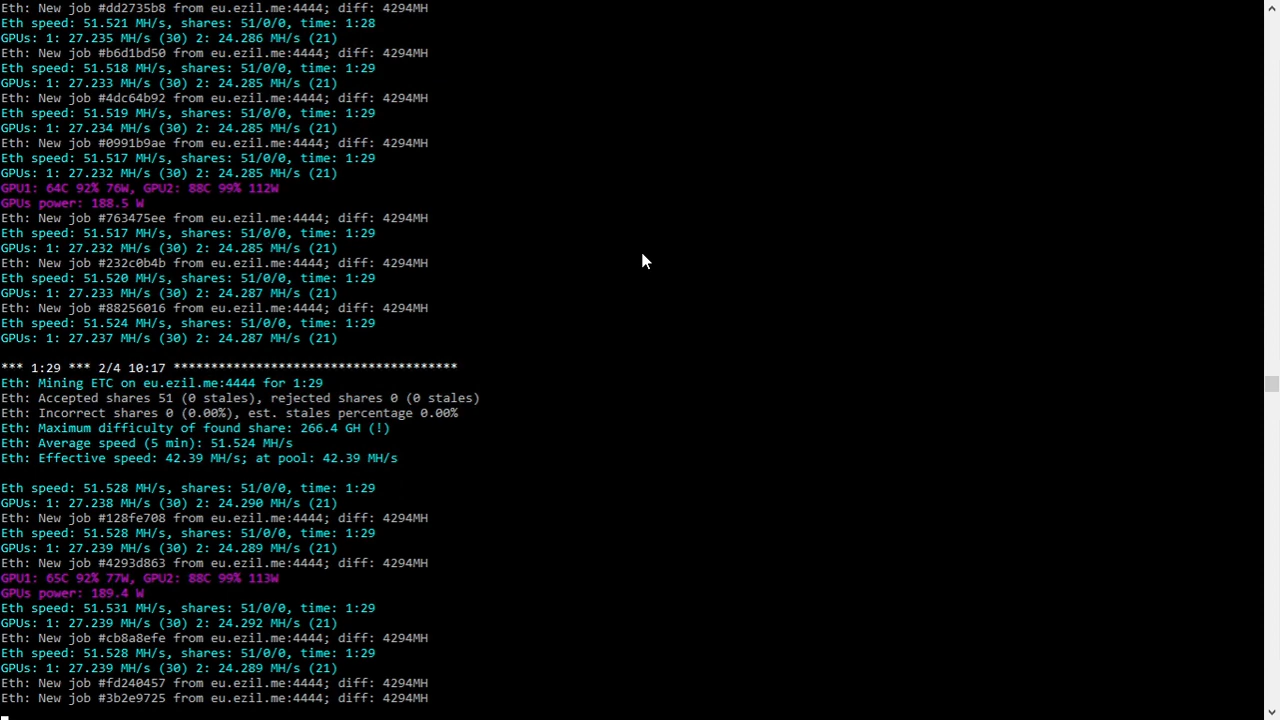 Eth: New job #dd2735b8 from eu.ezil.me:4444; diff: 4294MH
Eth speed: 51.521 MH/s, shares: 51/0/0, time: 1:28
GPUs: 1: 27.235 MH/s (30) 2: 24.286 MH/s (21)
Eth: New job #b6d1bd50 from eu.ezil.me:4444; diff: 4294MH
Eth speed: 51.518 MH/s, shares: 51/0/0, time: 1:29
GPUs: 1: 27.233 MH/s (30) 2: 24.285 MH/s (21)
Eth: New job #4dc64b92 from eu.ezil.me:4444; diff: 4294MH
Eth speed: 51.519 MH/s, shares: 51/0/0, time: 1:29
GPUs: 1: 27.234 MH/s (30) 2: 24.285 MH/s (21)
Eth: New job #0991b9ae from eu.ezil.me:4444; diff: 4294MH
Eth speed: 51.517 MH/s, shares: 51/0/0, time: 1:29
GPUs: 1: 27.232 MH/s (30) 2: 24.285 MH/s (21)
GPU1: 64C 92% 76W, GPU2: 88C 99% 112W
GPUs power: 188.5 W
Eth: New job #763475ee from eu.ezil.me:4444; diff: 4294MH
Eth speed: 51.517 MH/s, shares: 51/0/0, time: 1:29
GPUs: 1: 27.232 MH/s (30) 2: 24.285 MH/s (21)
Eth: New job #232c0b4b from eu.ezil.me:4444; diff: 4294MH
Eth speed: 51.520 MH/s, shares: 51/0/0, time: 1:29
GPUs: 1: 27.233 MH/s (30) 2: 24.287 MH/s (21)
Eth: New job #88256016 from eu.ezil.me:4444; diff: 4294MH
Eth speed: 51.524 MH/s, shares: 51/0/0, time: 1:29
GPUs: 1: 27.237 MH/s (30) 2: 24.287 MH/s (21)
*** 1:29 *** 2/4 10:17 **************************************
Eth: Mining ETC on eu.ezil.me:4444 for 1:29
Eth: Accepted shares 51 (0 stales), rejected shares 0 (0 stales)
Eth: Incorrect shares 0 (0.00%), est. stales percentage 0.00%
Eth: Maximum difficulty of found share: 266.4 GH (!)
Eth: Average speed (5 min): 51.524 MH/s
Eth: Effective speed: 42.39 MH/s; at pool: 42.39 MH/s
Eth speed: 51.528 MH/s, shares: 51/0/0, time: 1:29
GPUs: 1: 27.238 MH/s (30) 2: 24.290 MH/s (21)
Eth: New job #128fe708 from eu.ezil.me:4444; diff: 4294MH
Eth speed: 51.528 MH/s, shares: 51/0/0, time: 1:29
GPUs: 1: 27.239 MH/s (30) 2: 24.289 MH/s (21)
Eth: New job #4293d863 from eu.ezil.me:4444; diff: 4294MH
GPU1: 65C 92% 77W, GPU2: 88C 99% 113W
GPUs power: 189.4 W
Eth speed: 51.531 MH/s, shares: 51/0/0, time: 1:29
GPUs: 1: 27.239 MH/s (30) 2: 24.292 MH/s (21)
Eth: New job #cb8a8efe from eu.ezil.me:4444; diff: 4294MH
Eth speed: 51.528 MH/s, shares: 51/0/0, time: 1:29
GPUs: 1: 27.239 MH/s (30) 2: 24.289 MH/s (21)
Eth: New job #fd240457 from eu.ezil.me:4444; diff: 4294MH
Eth: New job #3b2e9725 from eu.ezil.me:4444; diff: 4294MH